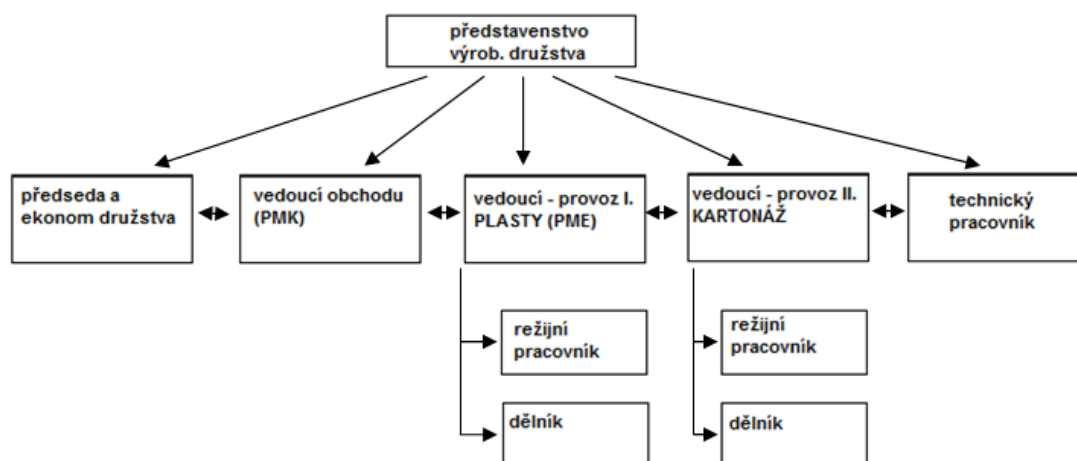 představenstvo
výrob. družstva
předseda a
ekonom družstva
vedoucí obchodu
(PMK)
vedoucí - provoz I.
PLASTY (PME)
vedoucí - provoz II.
KARTONÁŽ
technický
pracovník
režijní
pracovník
režijní
pracovník
dělník
dělník